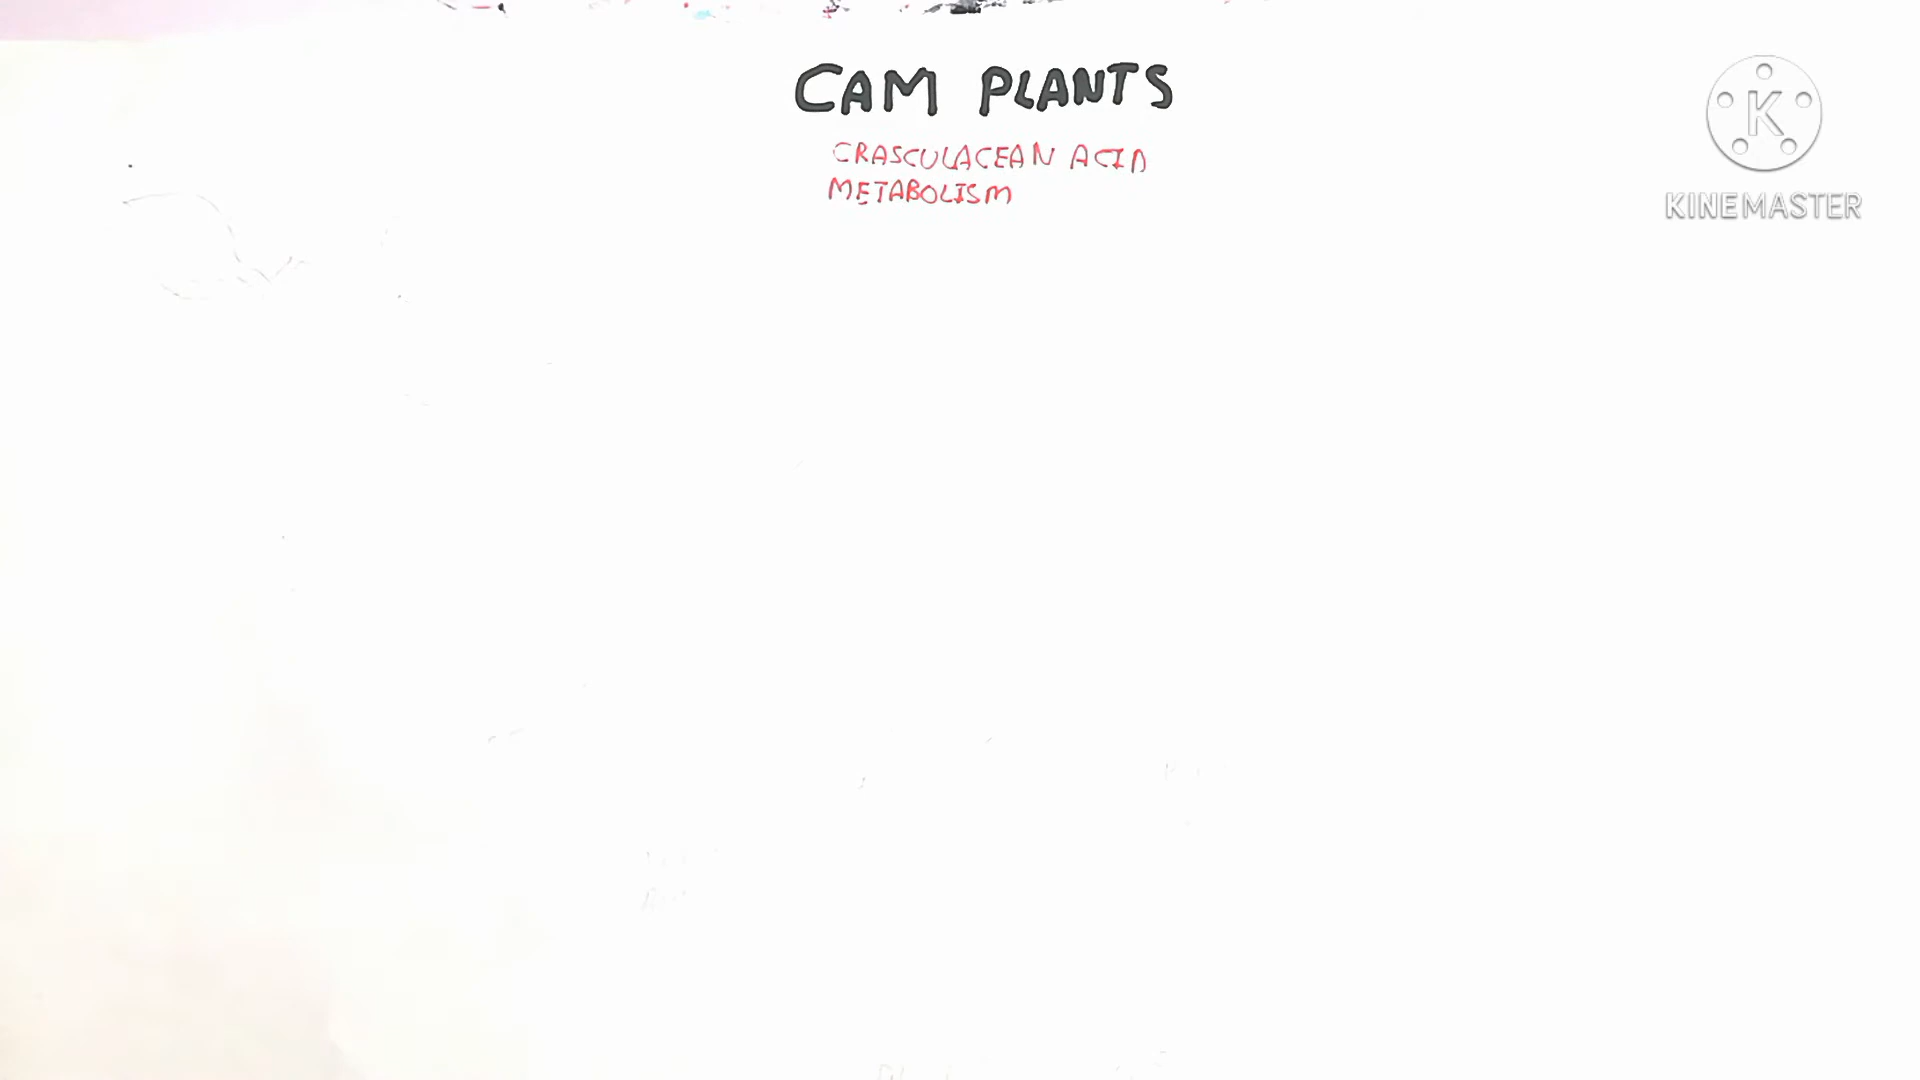 CAM PLANTS
CRASCULACEAN ACID
METABOLISM
K
KINEMASTER